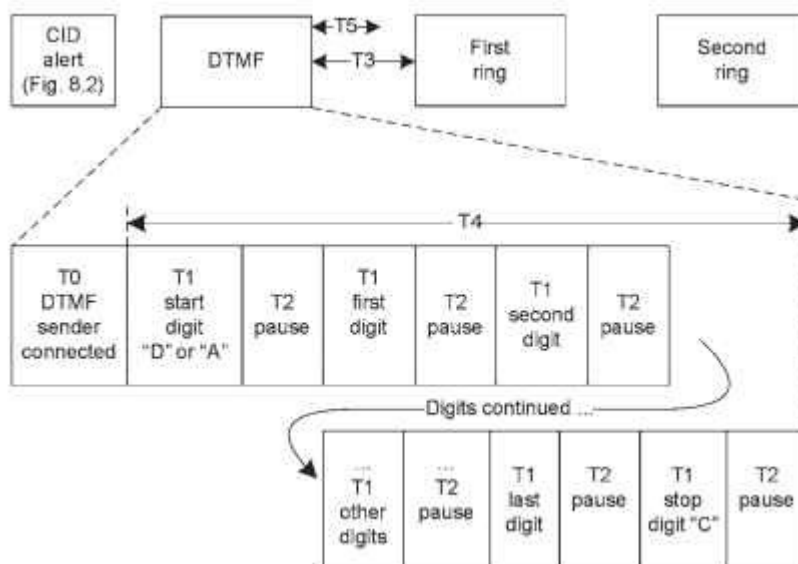 CID
alert
(Fig. 8.2)
DTMF
T5
T3
First
ring
Second
ring
T4
T0
DTMF
sender
connected
T1
start
digit
“D” or “A”
T2
pause
T1
first
digit
T2
pause
T1
second
digit
T2
pause
Digits continued ...
...
T1
other
digits
...
T2
pause
T1
last
digit
T2
pause
T1
stop
digit “C”
T2
pause